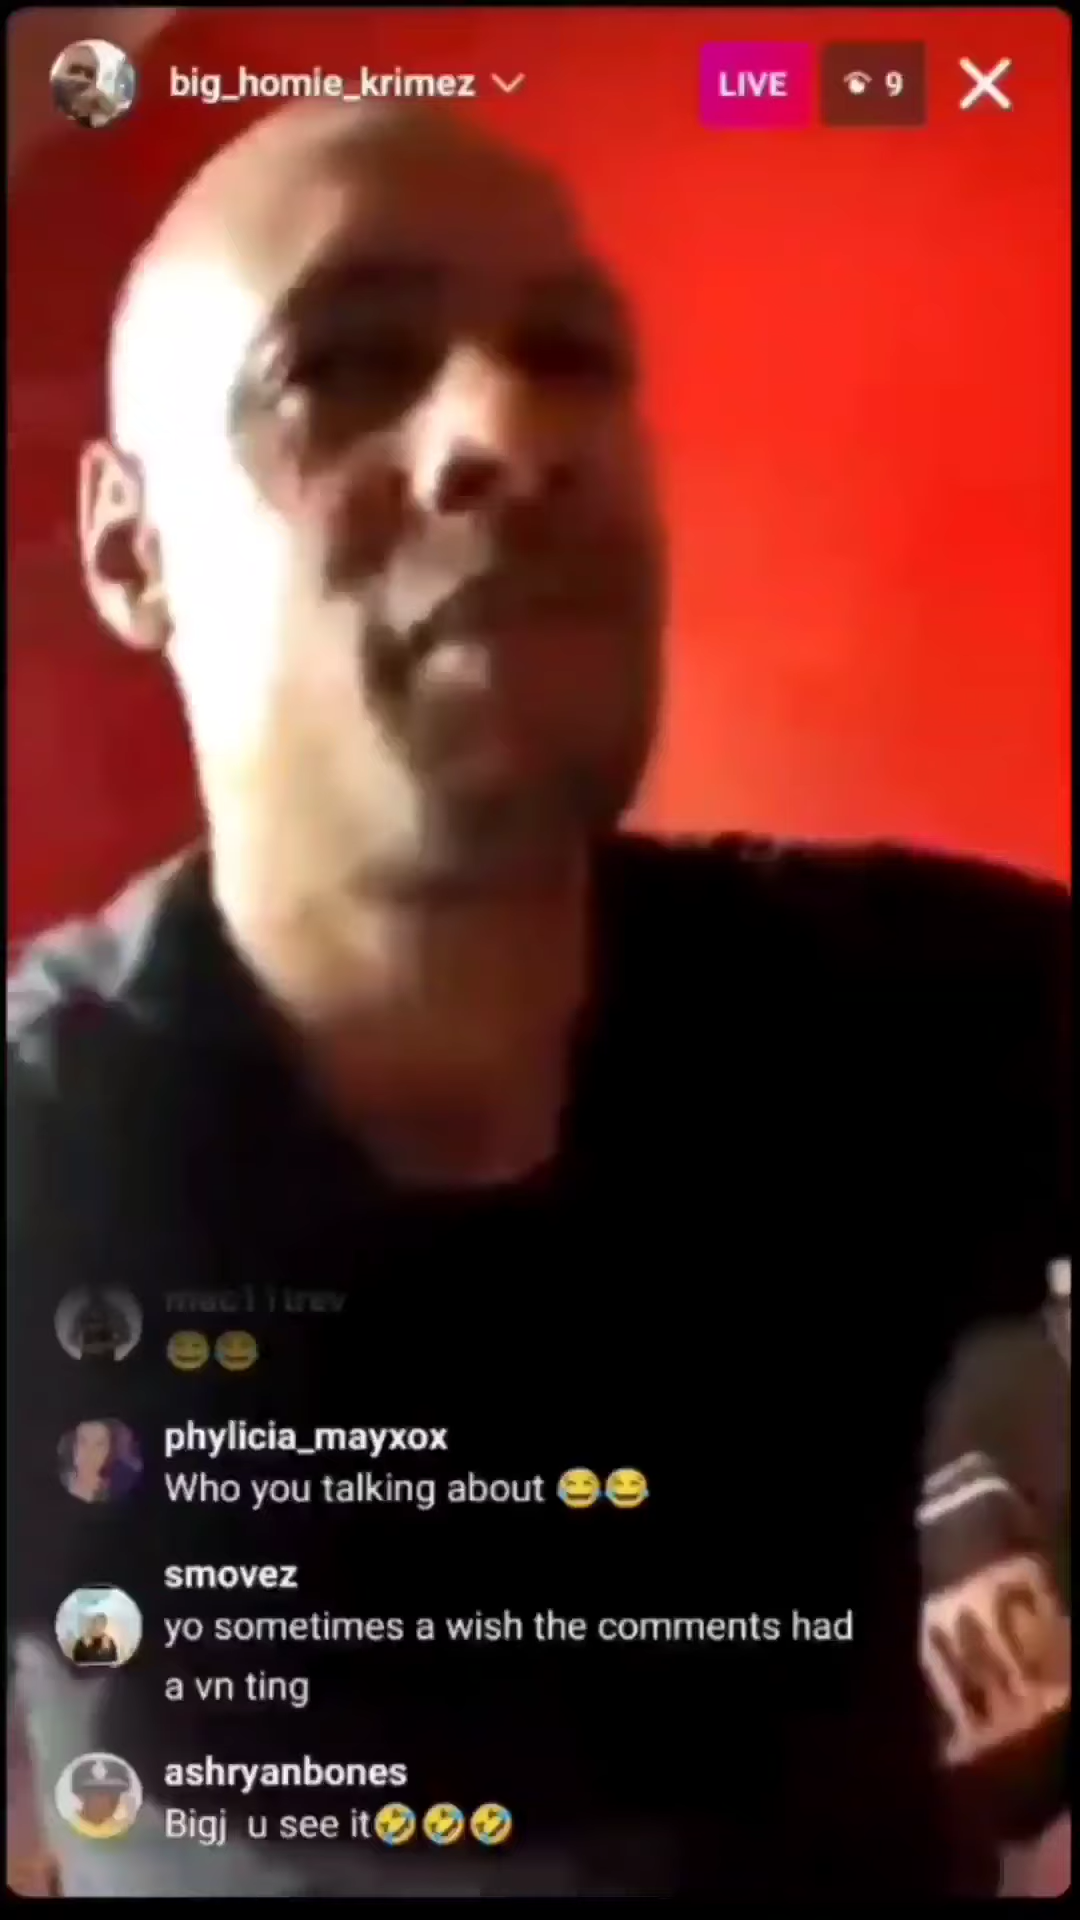 big_homie_krimez
LIVE
9
😂😂
phylicia_mayxox
Who you talking about 😂😂
smovez
yo sometimes a wish the comments had
a vn ting
ashryanbones
Bigj u see it🤣🤣🤣